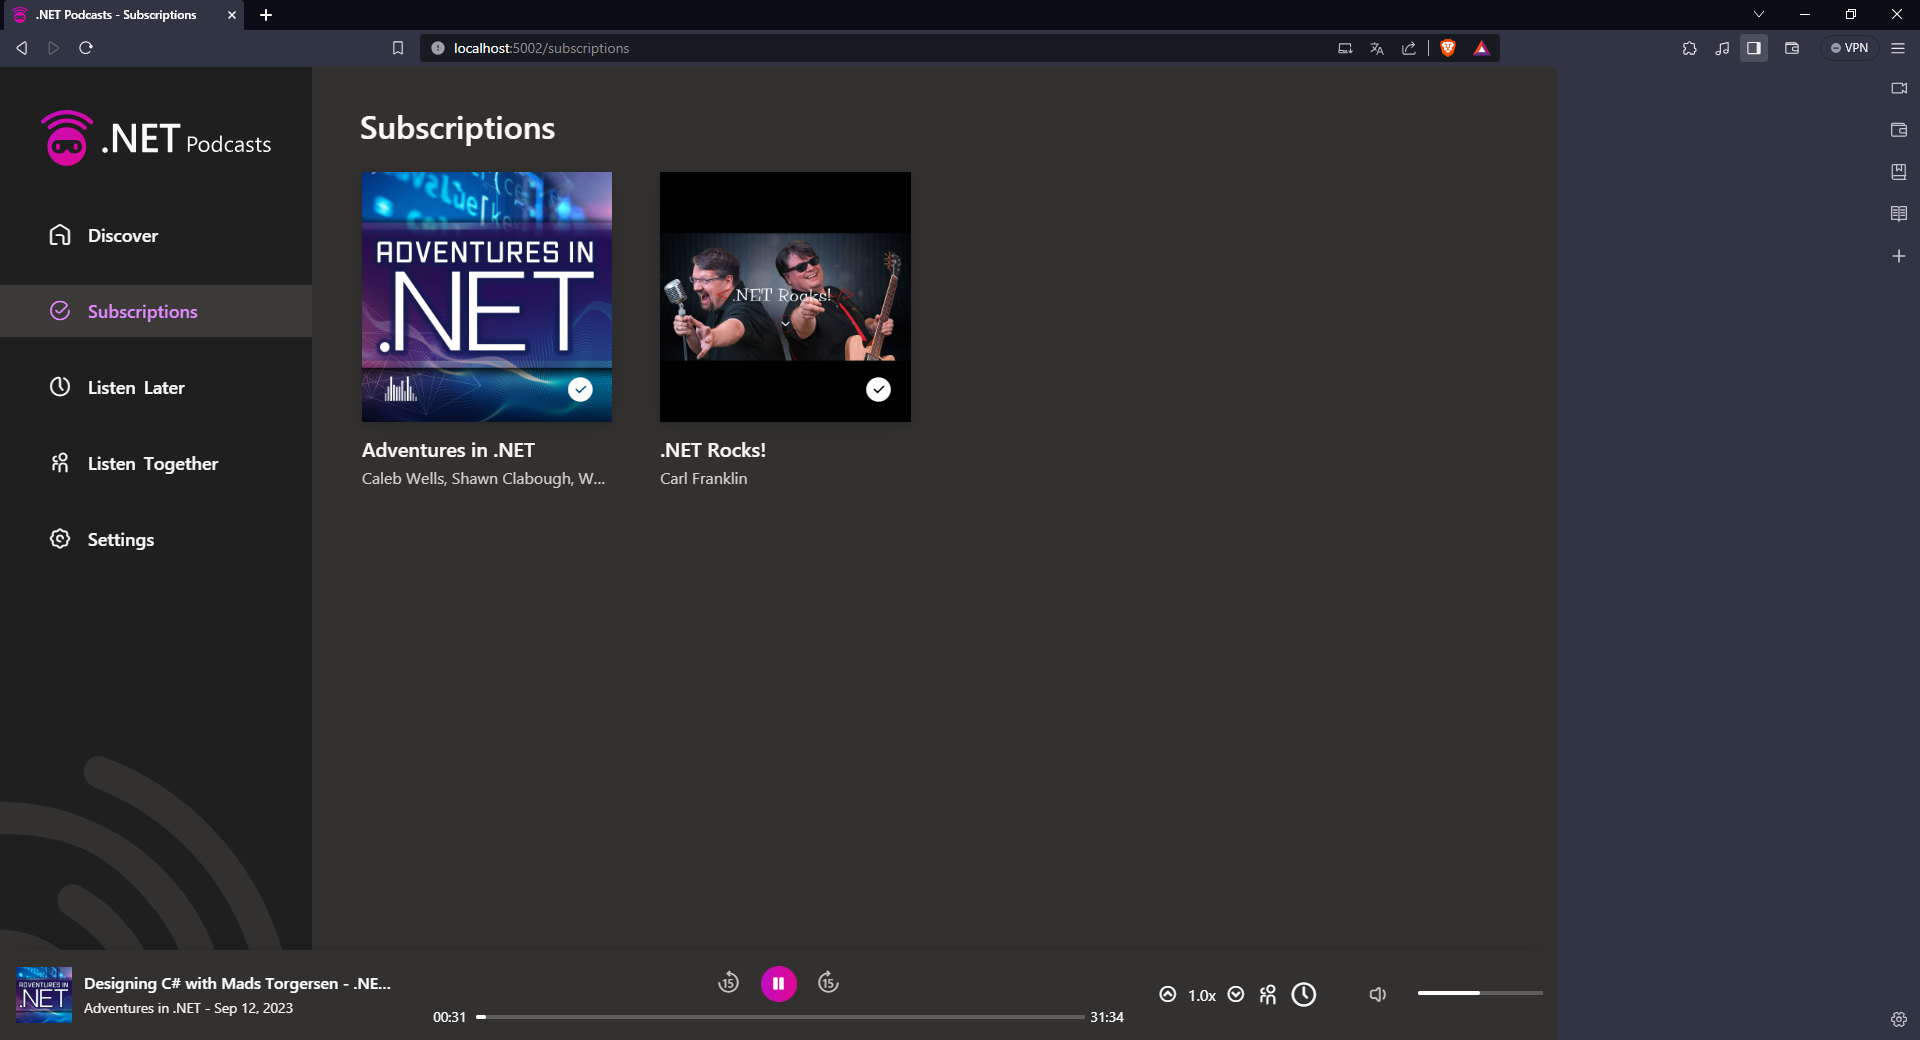 .NET Podcasts - Subscriptions
localhost:5002/subscriptions
VPN
.NET Podcasts
Discover
Subscriptions
Listen Later
Listen Together
Settings
Subscriptions
ADVENTURES IN
.NET
Adventures in .NET
Caleb Wells, Shawn Clabough, W...
.NET Rocks!
.NET Rocks!
Carl Franklin
ADVENTURES IN
.NET
Designing C# with Mads Torgersen - .NE...
Adventures in .NET - Sep 12, 2023
15
15
00:31
31:34
1.0x